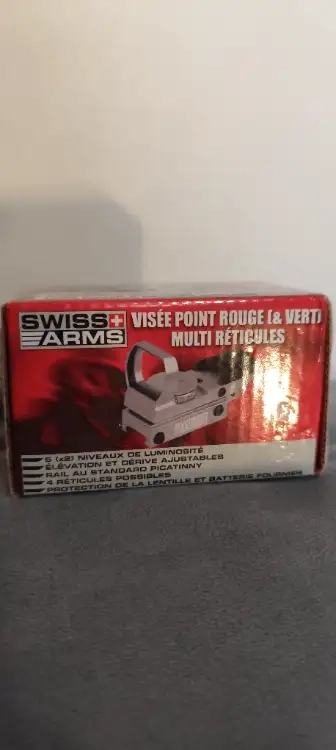 SWISS ARMS
VISÉE POINT ROUGE (& VERT)
MULTI RÉTICULES
5 (x2) NIVEAUX DE LUMINOSITÉ
ÉLÉVATION ET DÉRIVE AJUSTABLES
RAIL AU STANDARD PICATINNY
4 RÉTICULES POSSIBLES
PROTECTION DE LA LENTILLE ET BATTERIE FOURNIES